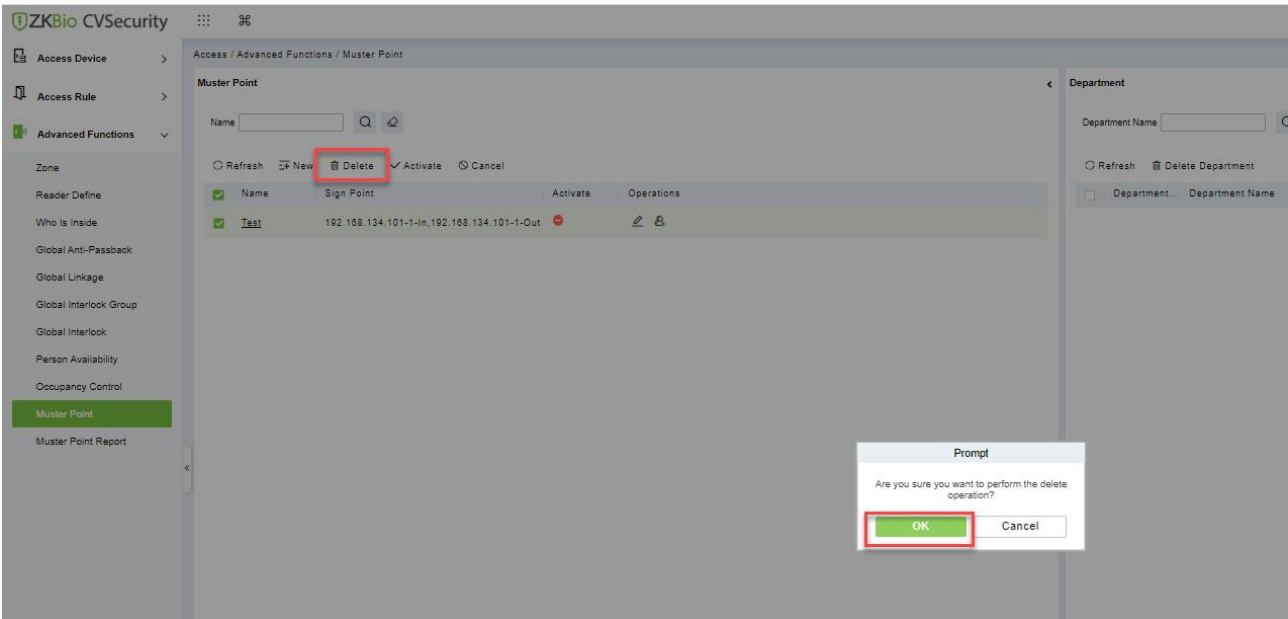 ZKBio CVSecurity
Access Device
Access Rule
Advanced Functions
Zone
Reader Define
Who Is Inside
Global Anti-Passback
Global Linkage
Global Interlock Group
Global Interlock
Person Availability
Occupancy Control
Muster Point
Muster Point Report
Access / Advanced Functions / Muster Point
Muster Point
Name
Refresh New Delete Activate Cancel
Name Sign Point Activate Operations
Test 192.168.134.101-1-In,192.168.134.101-1-Out
Department
Department Name
Refresh Delete Department
Department... Department Name
Prompt
Are you sure you want to perform the delete
operation?
OK Cancel